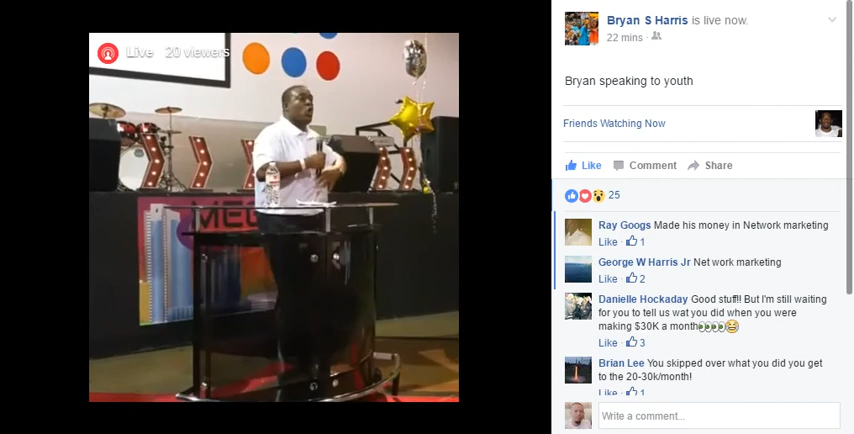 Live 20 viewers
MEG
Bryan S Harris is live now.
22 mins ·
Bryan speaking to youth
Friends Watching Now
Like Comment Share
25
Ray Googs Made his money in Network marketing
Like · 1
George W Harris Jr Net work marketing
Like · 2
Danielle Hockaday Good stuff!! But I'm still waiting
for you to tell us wat you did when you were
making $30K a month👀👀😆
Like · 3
Brian Lee You skipped over what you did you get
to the 20-30k/month!
Like · 1
Write a comment...